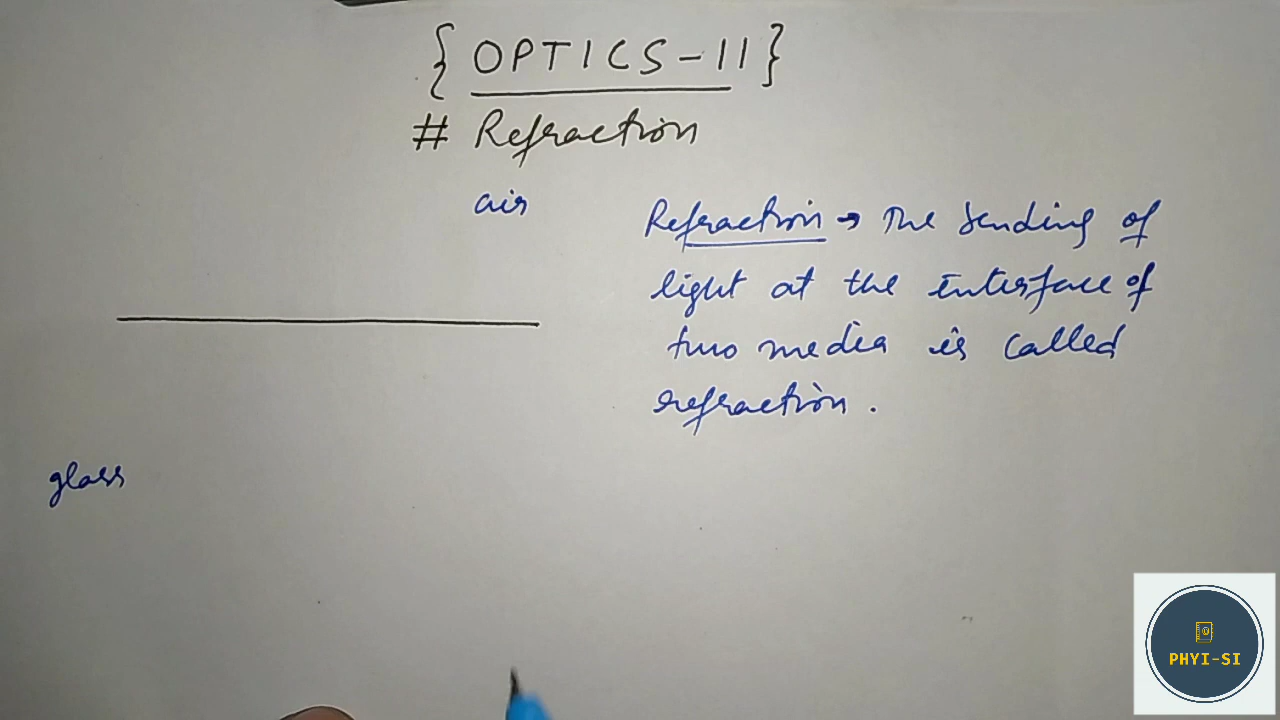 {OPTICS-II}
# Refraction
air
Refraction → The bending of
light at the interface of
two media is called
refraction.
glass
PHYI-SI